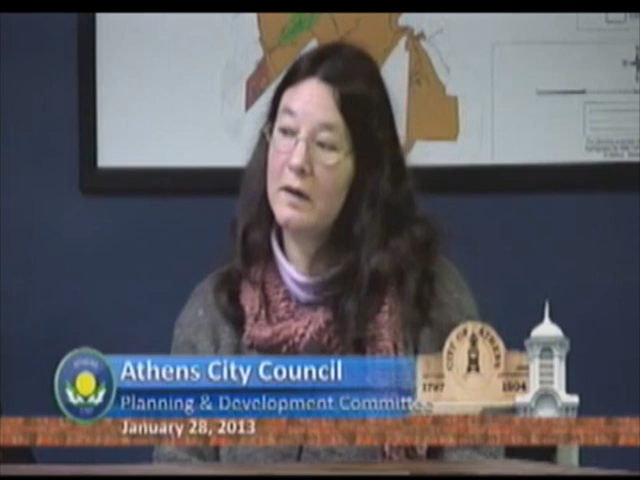 Athens City Council
Planning & Development Committee
January 28, 2013
CITY OF ATHENS
1797
1804